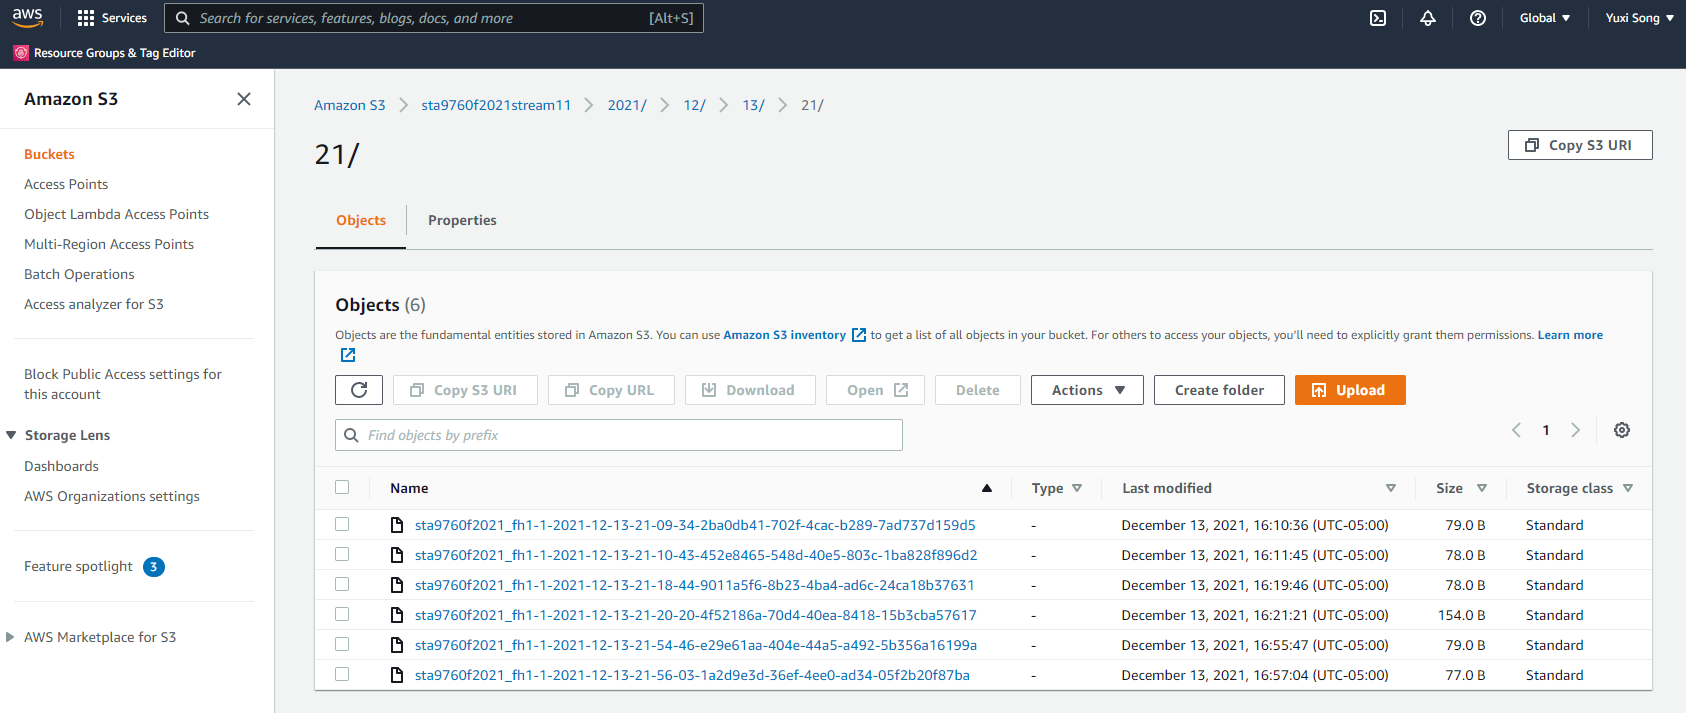 aws Services Search for services, features, blogs, docs, and more [Alt+S] Global Yuxi Song
Resource Groups & Tag Editor
Amazon S3
Buckets
Access Points
Object Lambda Access Points
Multi-Region Access Points
Batch Operations
Access analyzer for S3
Block Public Access settings for
this account
Storage Lens
Dashboards
AWS Organizations settings
Feature spotlight 3
AWS Marketplace for S3
Amazon S3 sta9760f2021stream11 2021/ 12/ 13/ 21/
21/
Copy S3 URI
Objects Properties
Objects (6)
Objects are the fundamental entities stored in Amazon S3. You can use Amazon S3 inventory to get a list of all objects in your bucket. For others to access your objects, you'll need to explicitly grant them permissions. Learn more
Copy S3 URI Copy URL Download Open Delete Actions Create folder Upload
Find objects by prefix
1
Name Type Last modified Size Storage class
sta9760f2021_fh1-1-2021-12-13-21-09-34-2ba0db41-702f-4cac-b289-7ad737d159d5 - December 13, 2021, 16:10:36 (UTC-05:00) 79.0 B Standard
sta9760f2021_fh1-1-2021-12-13-21-10-43-452e8465-548d-40e5-803c-1ba828f896d2 - December 13, 2021, 16:11:45 (UTC-05:00) 78.0 B Standard
sta9760f2021_fh1-1-2021-12-13-21-18-44-9011a5f6-8b23-4ba4-ad6c-24ca18b37631 - December 13, 2021, 16:19:46 (UTC-05:00) 78.0 B Standard
sta9760f2021_fh1-1-2021-12-13-21-20-20-4f52186a-70d4-40ea-8418-15b3cba57617 - December 13, 2021, 16:21:21 (UTC-05:00) 154.0 B Standard
sta9760f2021_fh1-1-2021-12-13-21-54-46-e29e61aa-404e-44a5-a492-5b356a16199a - December 13, 2021, 16:55:47 (UTC-05:00) 79.0 B Standard
sta9760f2021_fh1-1-2021-12-13-21-56-03-1a2d9e3d-36ef-4ee0-ad34-05f2b20f87ba - December 13, 2021, 16:57:04 (UTC-05:00) 77.0 B Standard